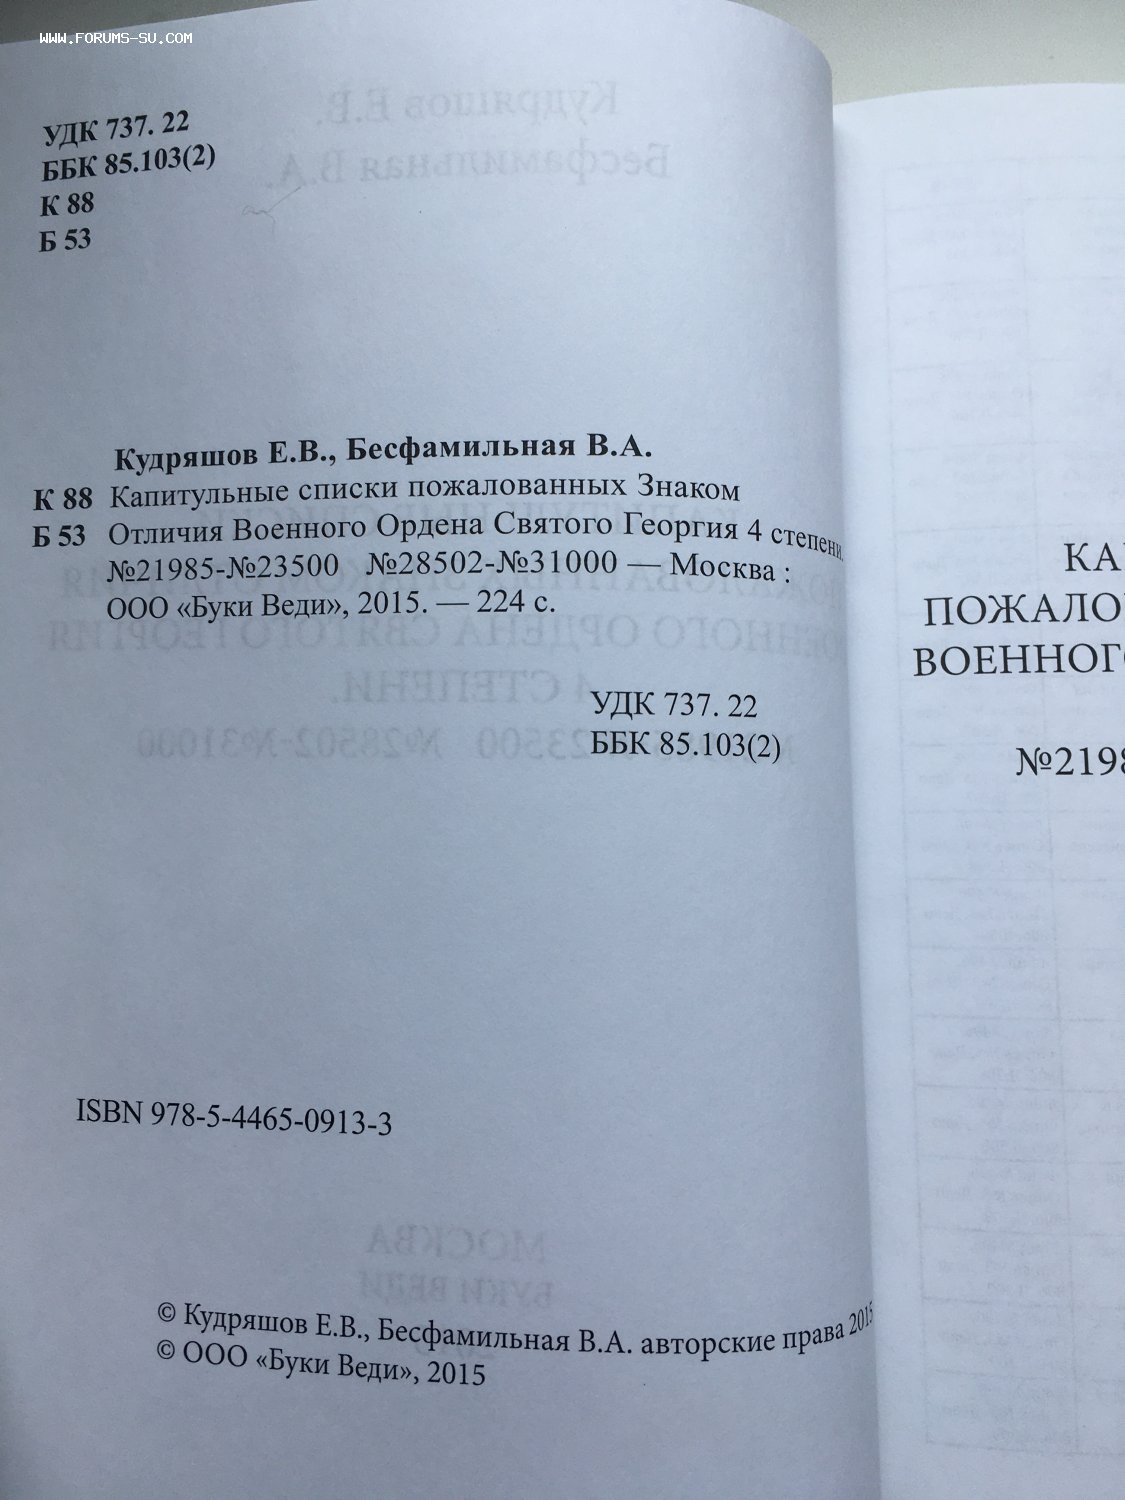 WWW.FORUMS-SU.COM
УДК 737. 22
ББК 85.103(2)
К 88
Б 53
Кудряшов Е.В., Бесфамильная В.А.
К 88 Капитульные списки пожалованных Знаком
Б 53 Отличия Военного Ордена Святого Георгия 4 степени.
№21985-№23500 №28502-№31000 — Москва :
ООО «Буки Веди», 2015. — 224 с.
УДК 737. 22
ББК 85.103(2)
ISBN 978-5-4465-0913-3
© Кудряшов Е.В., Бесфамильная В.А. авторские права 2015
© ООО «Буки Веди», 2015
КА
ПОЖАЛО
ВОЕННОГ
№2198